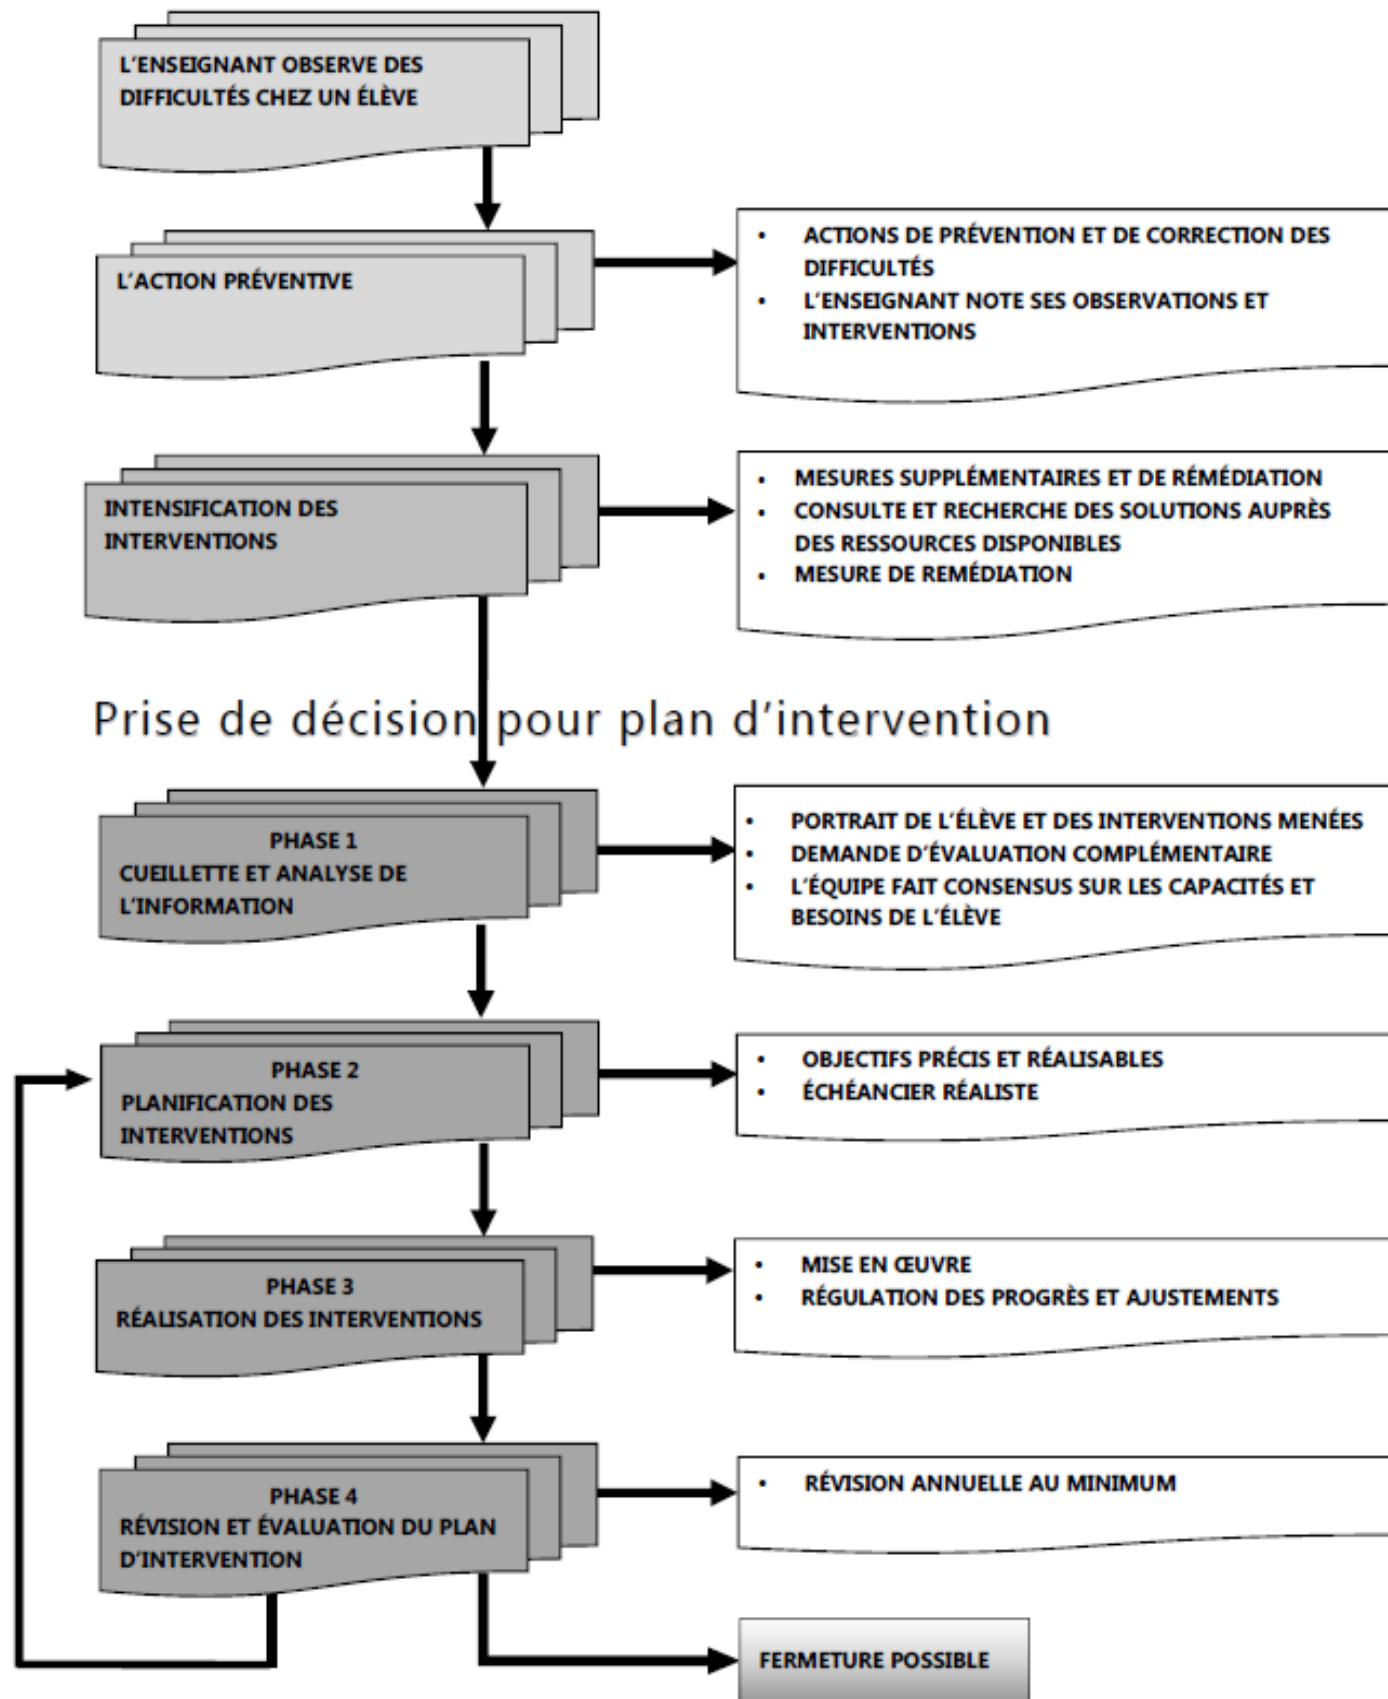 L'ENSEIGNANT OBSERVE DES
DIFFICULTÉS CHEZ UN ÉLÈVE
L'ACTION PRÉVENTIVE
• ACTIONS DE PRÉVENTION ET DE CORRECTION DES
DIFFICULTÉS
• L'ENSEIGNANT NOTE SES OBSERVATIONS ET
INTERVENTIONS
INTENSIFICATION DES
INTERVENTIONS
• MESURES SUPPLÉMENTAIRES ET DE RÉMÉDIATION
• CONSULTE ET RECHERCHE DES SOLUTIONS AUPRÈS
DES RESSOURCES DISPONIBLES
• MESURE DE REMÉDIATION
Prise de décision pour plan d'intervention
PHASE 1
CUEILLETTE ET ANALYSE DE
L'INFORMATION
• PORTRAIT DE L'ÉLÈVE ET DES INTERVENTIONS MENÉES
• DEMANDE D'ÉVALUATION COMPLÉMENTAIRE
• L'ÉQUIPE FAIT CONSENSUS SUR LES CAPACITÉS ET
BESOINS DE L'ÉLÈVE
PHASE 2
PLANIFICATION DES
INTERVENTIONS
• OBJECTIFS PRÉCIS ET RÉALISABLES
• ÉCHÉANCIER RÉALISTE
PHASE 3
RÉALISATION DES INTERVENTIONS
• MISE EN ŒUVRE
• RÉGULATION DES PROGRÈS ET AJUSTEMENTS
PHASE 4
RÉVISION ET ÉVALUATION DU PLAN
D'INTERVENTION
• RÉVISION ANNUELLE AU MINIMUM
FERMETURE POSSIBLE